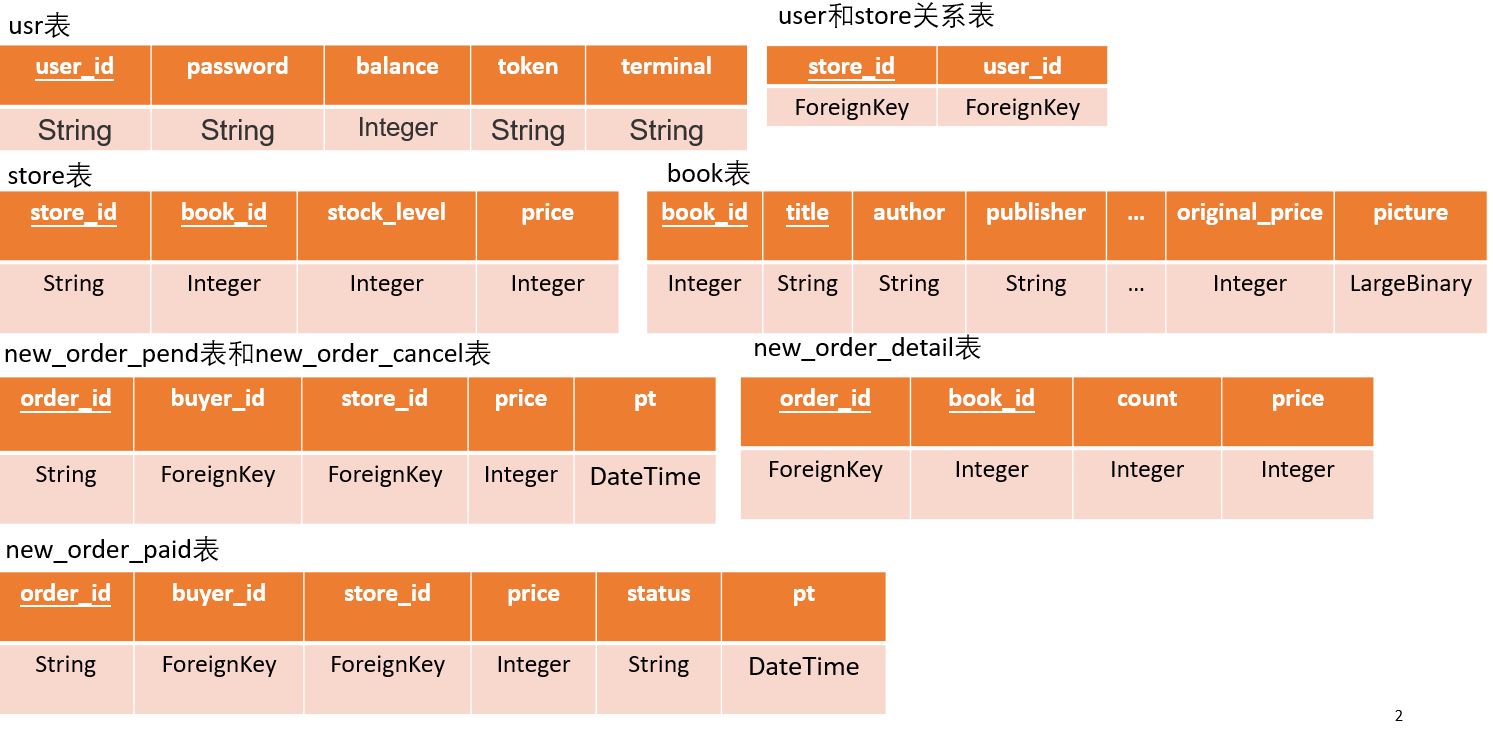 usr表
user_id password balance token terminal
String String Integer String String
user和store关系表
store_id user_id
ForeignKey ForeignKey
store表
store_id book_id stock_level price
String Integer Integer Integer
book表
book_id title author publisher ... original_price picture
Integer String String String ... Integer LargeBinary
new_order_pend表和new_order_cancel表
order_id buyer_id store_id price pt
String ForeignKey ForeignKey Integer DateTime
new_order_detail表
order_id book_id count price
ForeignKey Integer Integer Integer
new_order_paid表
order_id buyer_id store_id price status pt
String ForeignKey ForeignKey Integer String DateTime
2